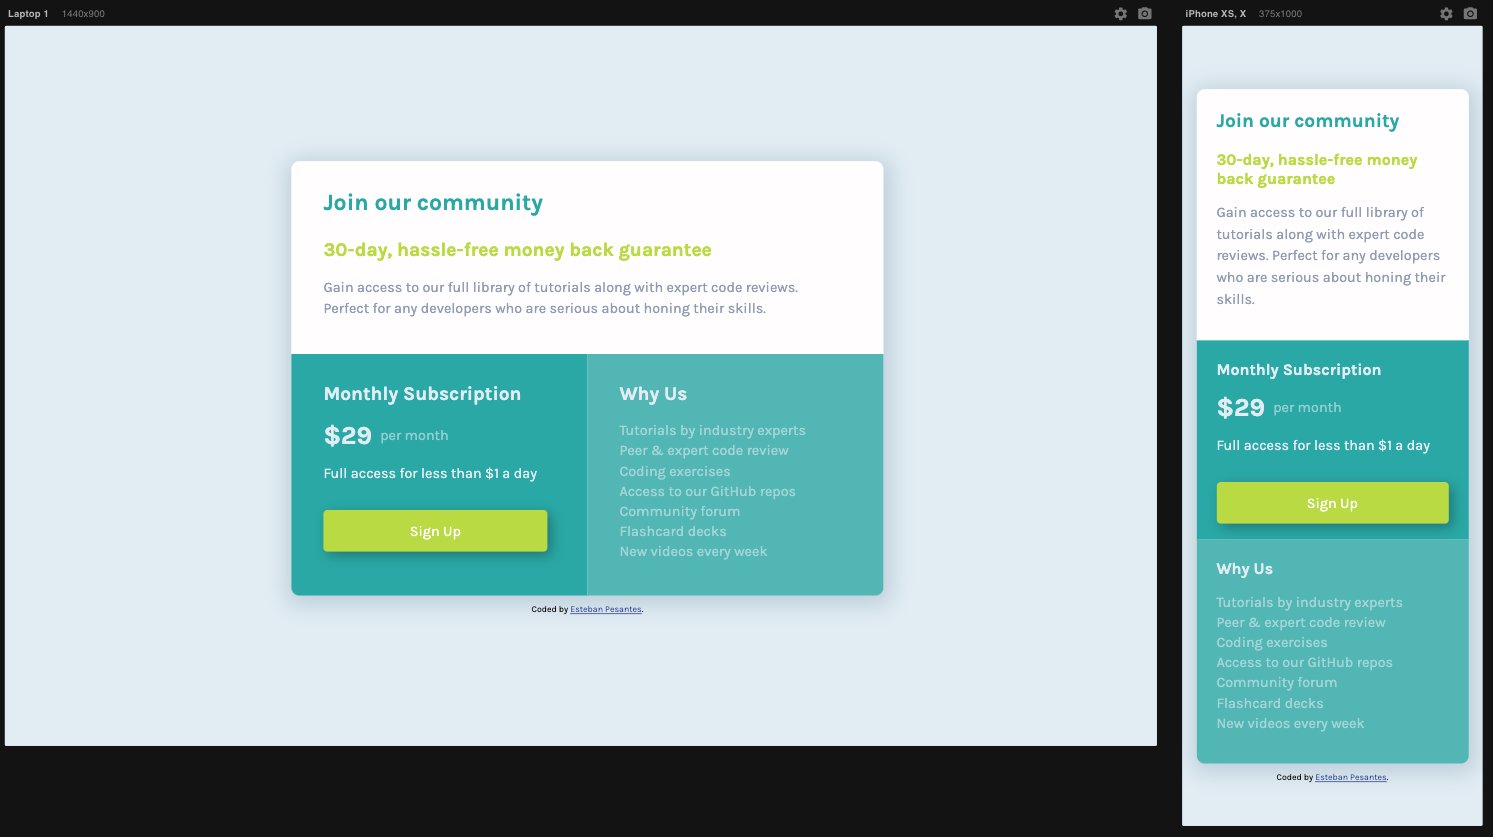 Laptop 1 1440x900
Join our community
30-day, hassle-free money back guarantee
Gain access to our full library of tutorials along with expert code reviews.
Perfect for any developers who are serious about honing their skills.
Monthly Subscription
$29 per month
Full access for less than $1 a day
Sign Up
Why Us
Tutorials by industry experts
Peer & expert code review
Coding exercises
Access to our GitHub repos
Community forum
Flashcard decks
New videos every week
Coded by Esteban Pesantes.
iPhone XS, X 375x1000
Join our community
30-day, hassle-free money
back guarantee
Gain access to our full library of
tutorials along with expert code
reviews. Perfect for any developers
who are serious about honing their
skills.
Monthly Subscription
$29 per month
Full access for less than $1 a day
Sign Up
Why Us
Tutorials by industry experts
Peer & expert code review
Coding exercises
Access to our GitHub repos
Community forum
Flashcard decks
New videos every week
Coded by Esteban Pesantes.